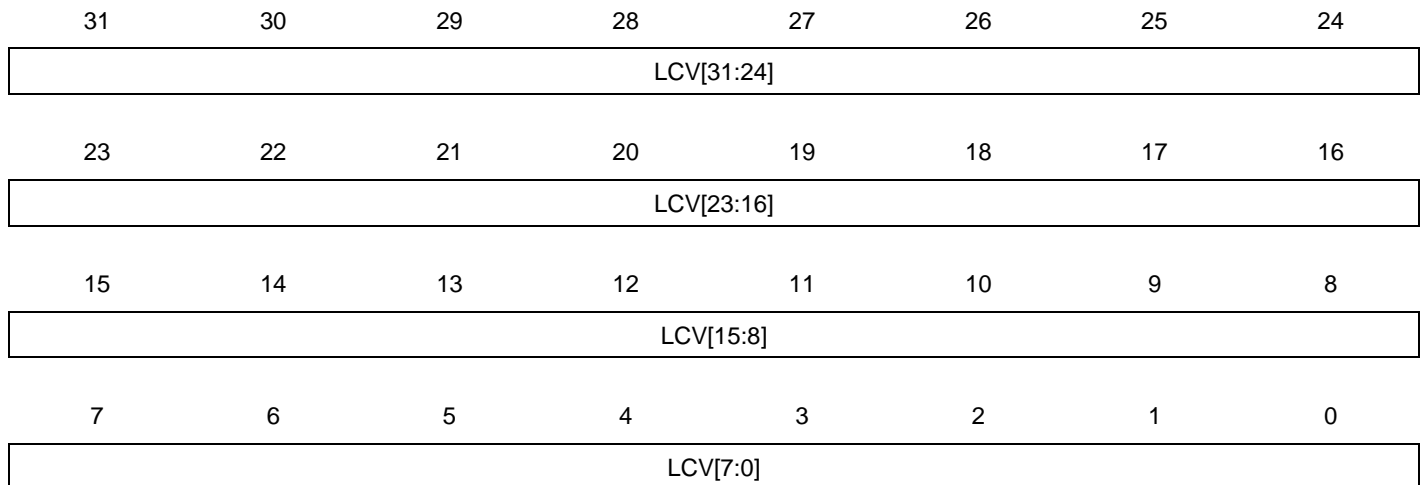 31 30 29 28 27 26 25 24
LCV[31:24]
23 22 21 20 19 18 17 16
LCV[23:16]
15 14 13 12 11 10 9 8
LCV[15:8]
7 6 5 4 3 2 1 0
LCV[7:0]